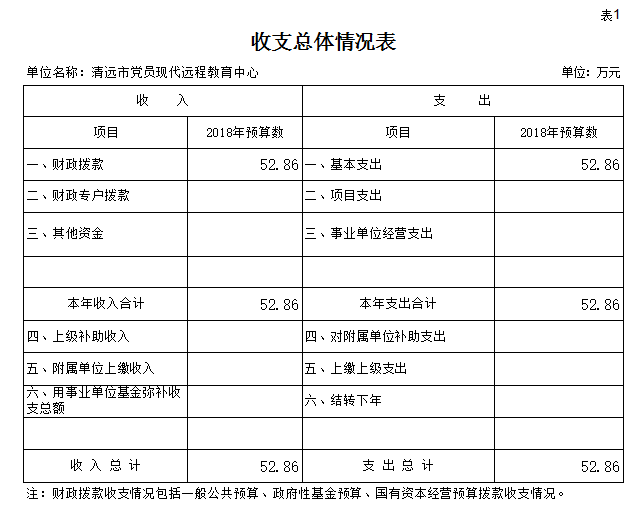 表1
收支总体情况表
单位名称：清远市党员现代远程教育中心 单位：万元
收 入 支 出
项目 2018年预算数 项目 2018年预算数
一、财政拨款 52.86 一、基本支出 52.86
二、财政专户拨款 二、项目支出
三、其他资金 三、事业单位经营支出
本年收入合计 52.86 本年支出合计 52.86
四、上级补助收入 四、对附属单位补助支出
五、附属单位上缴收入 五、上缴上级支出
六、用事业单位基金弥补收
支总额 六、结转下年
收 入 总 计 52.86 支 出 总 计 52.86
注：财政拨款收支情况包括一般公共预算、政府性基金预算、国有资本经营预算拨款收支情况。